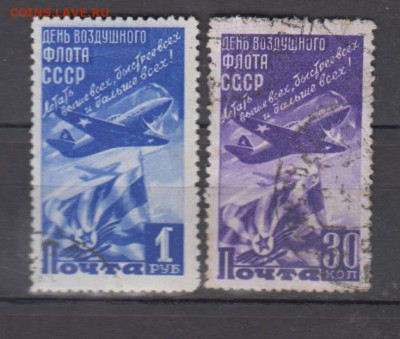 COINS.LAVE.RU
ДЕНЬ ВОЗДУШНОГО
ФЛОТА
СССР
Летать
выше всех, быстрее всех
и дальше всех!
1
РУБ
Почта
ДЕНЬ ВОЗДУШНОГО
ФЛОТА
СССР
Летать
выше всех, быстрее всех
и дальше всех!
30
КОП
Почта